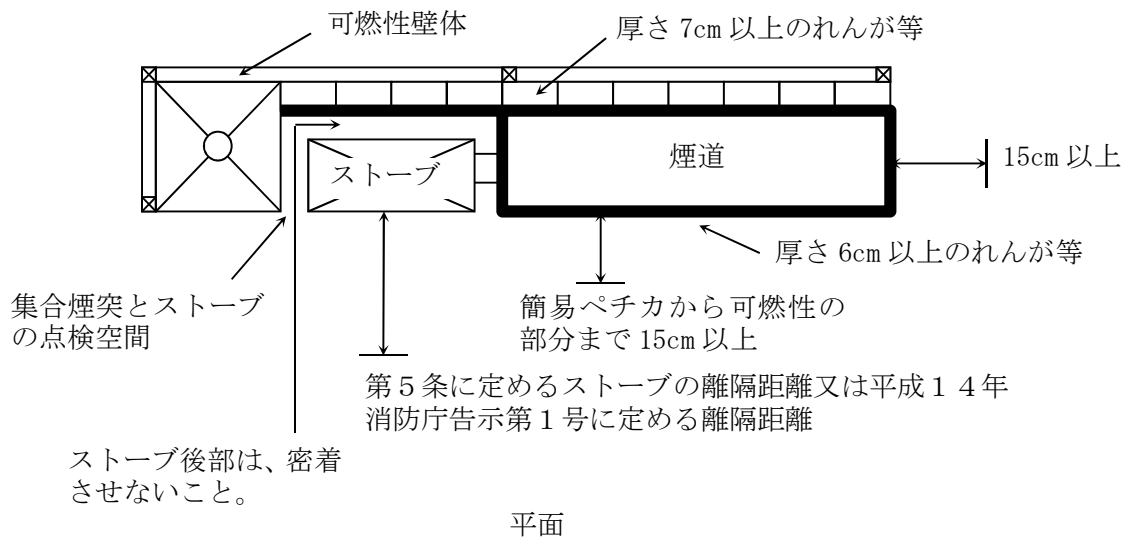 可燃性壁体
厚さ 7cm 以上のれんが等
煙道
15cm 以上
ストーブ
厚さ 6cm 以上のれんが等
集合煙突とストーブ
の点検空間
簡易ペチカから可燃性の
部分まで 15cm 以上
第5条に定めるストーブの離隔距離又は平成14年
消防庁告示第1号に定める離隔距離
ストーブ後部は、密着
させないこと。
平面